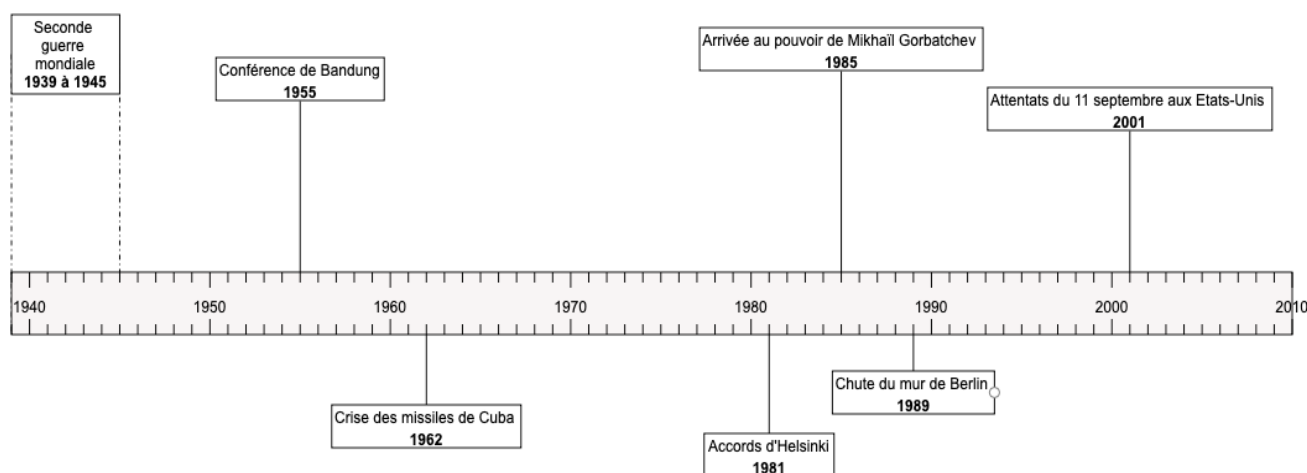 Seconde
guerre
mondiale
1939 à 1945
Conférence de Bandung
1955
Arrivée au pouvoir de Mikhaïl Gorbatchev
1985
Attentats du 11 septembre aux Etats-Unis
2001
1940 1950 1960 1970 1980 1990 2000 2010
Crise des missiles de Cuba
1962
Accords d'Helsinki
1981
Chute du mur de Berlin
1989